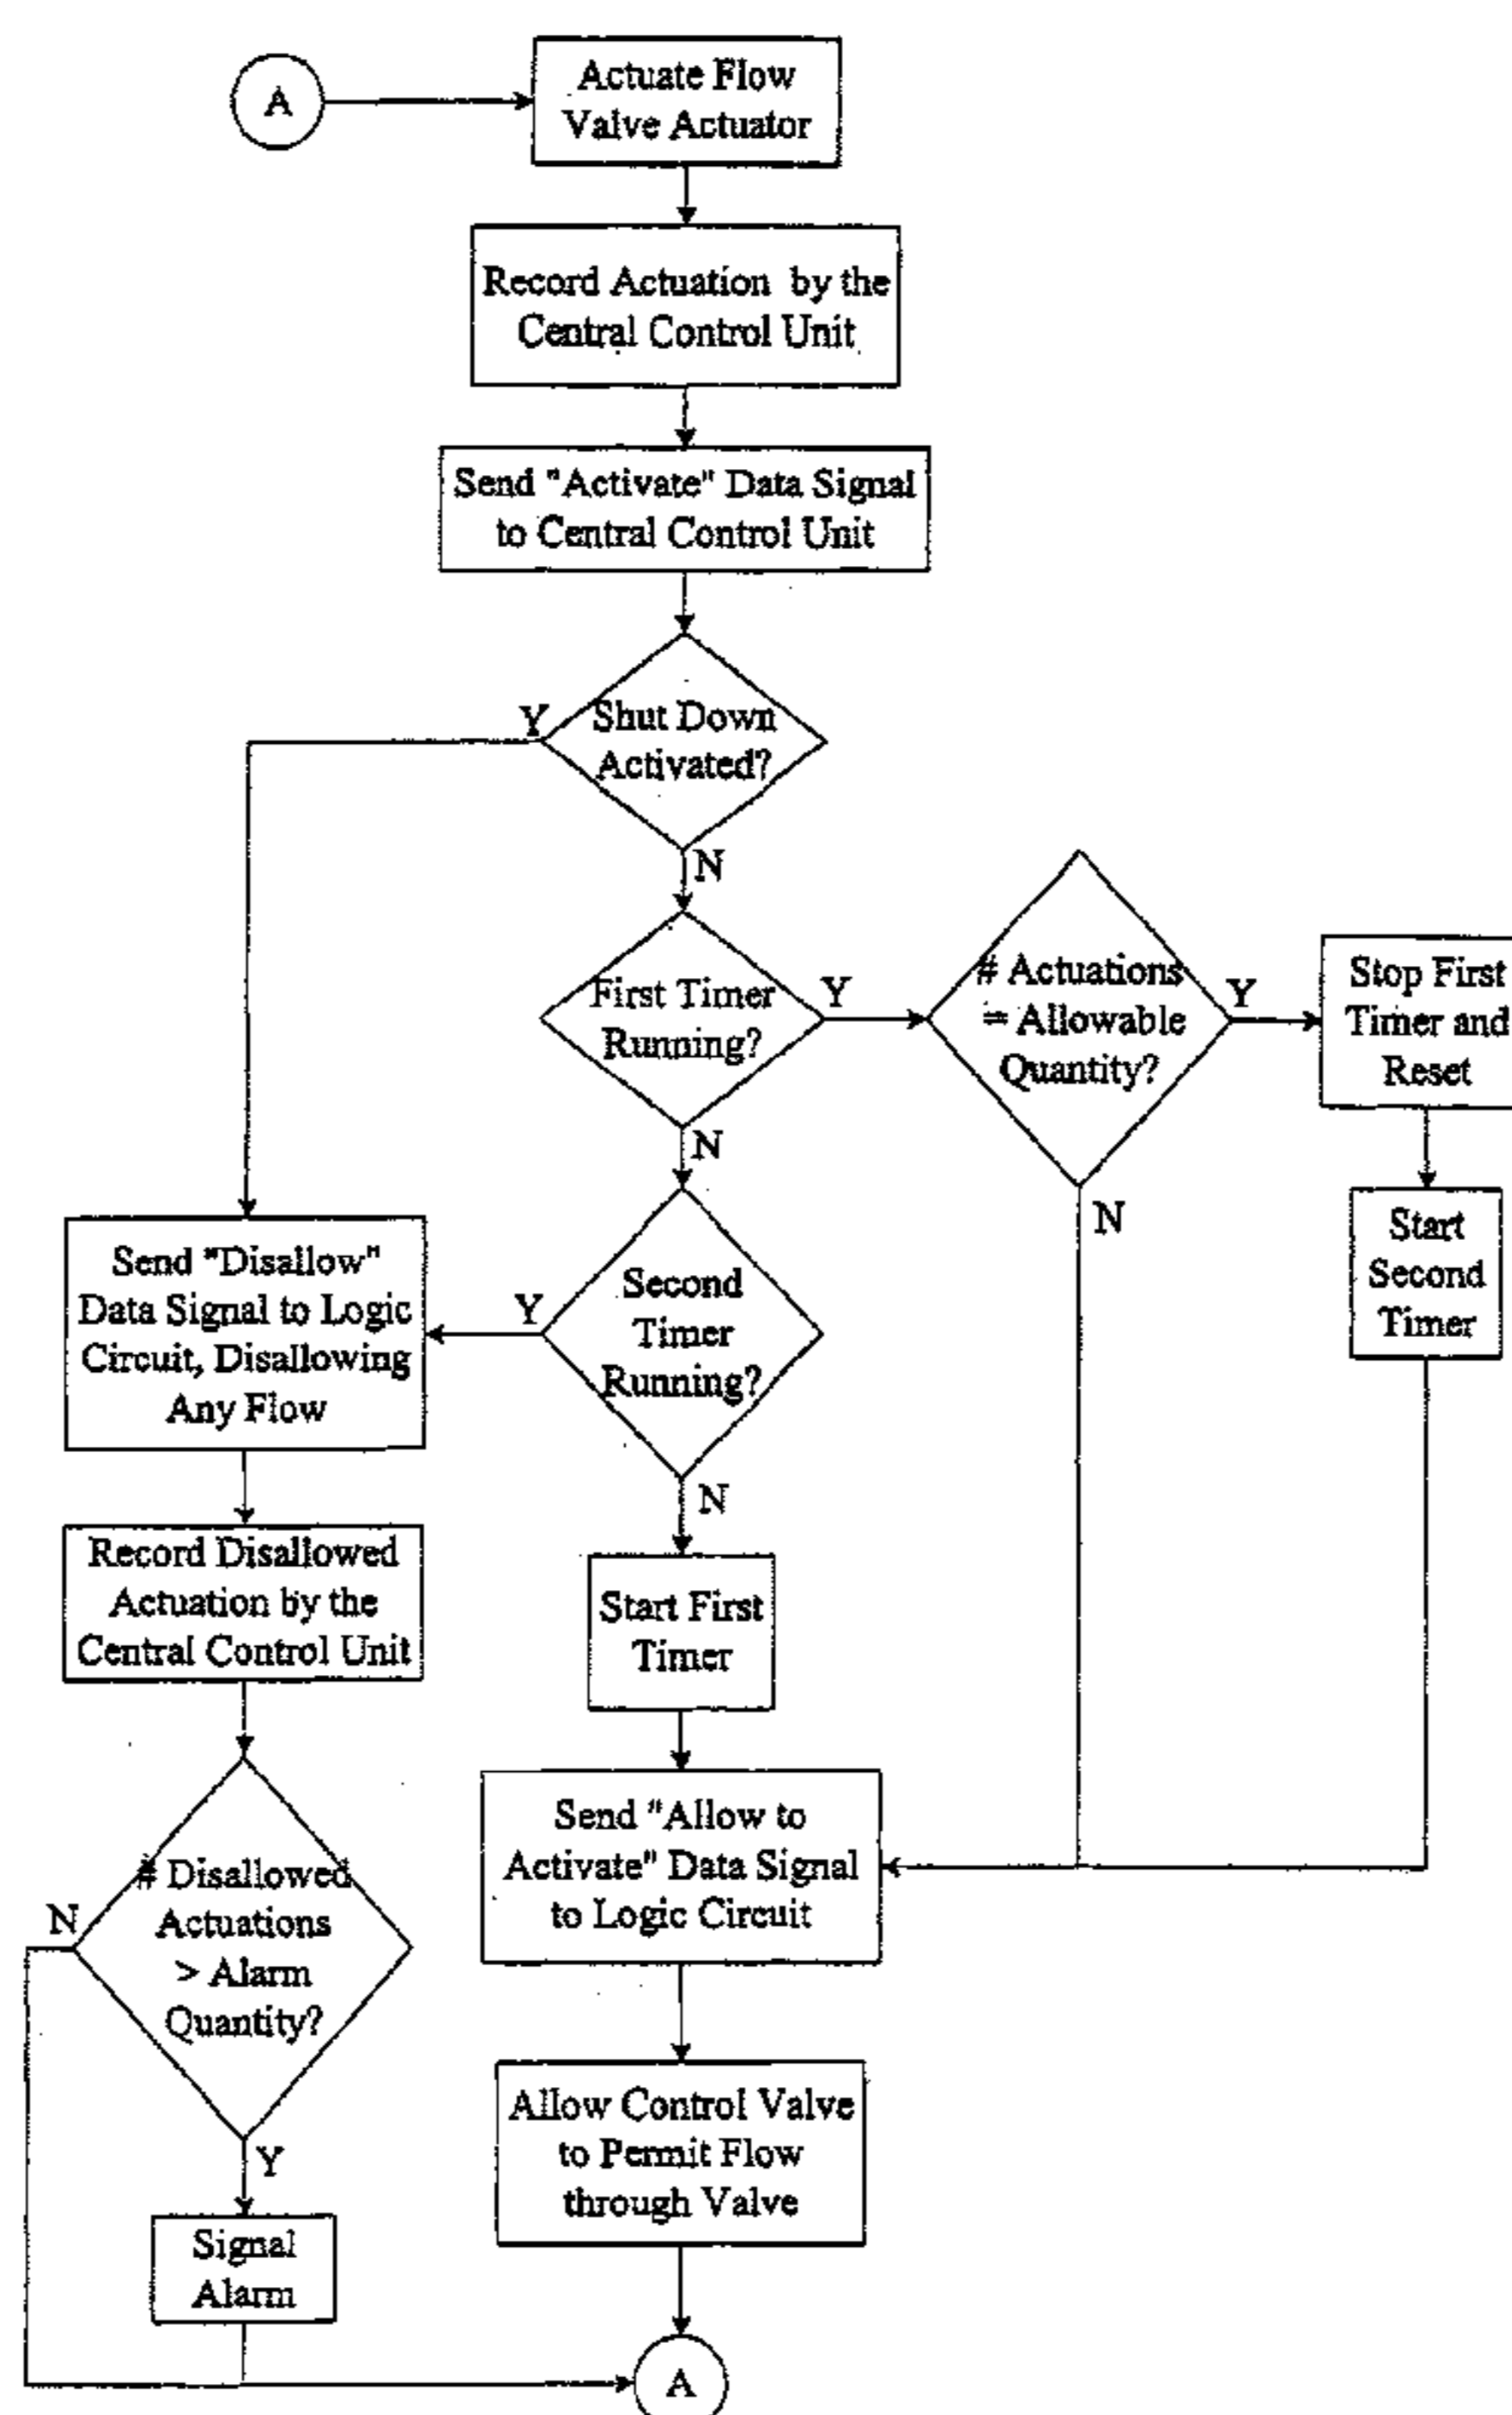 A
Actuate Flow
Valve Actuator
Record Actuation by the
Central Control Unit
Send "Activate" Data Signal
to Central Control Unit
Shut Down
Activated?
Y
N
First Timer
Running?
Y
N
# Actuations
= Allowable
Quantity?
Y
N
Stop First
Timer and
Reset
Start
Second
Timer
Second
Timer
Running?
Y
N
Send "Disallow"
Data Signal to Logic
Circuit, Disallowing
Any Flow
Record Disallowed
Actuation by the
Central Control Unit
Start First
Timer
Send "Allow to
Activate" Data Signal
to Logic Circuit
# Disallowed
Actuations
> Alarm
Quantity?
N
Y
Allow Control Valve
to Permit Flow
through Valve
Signal
Alarm
A